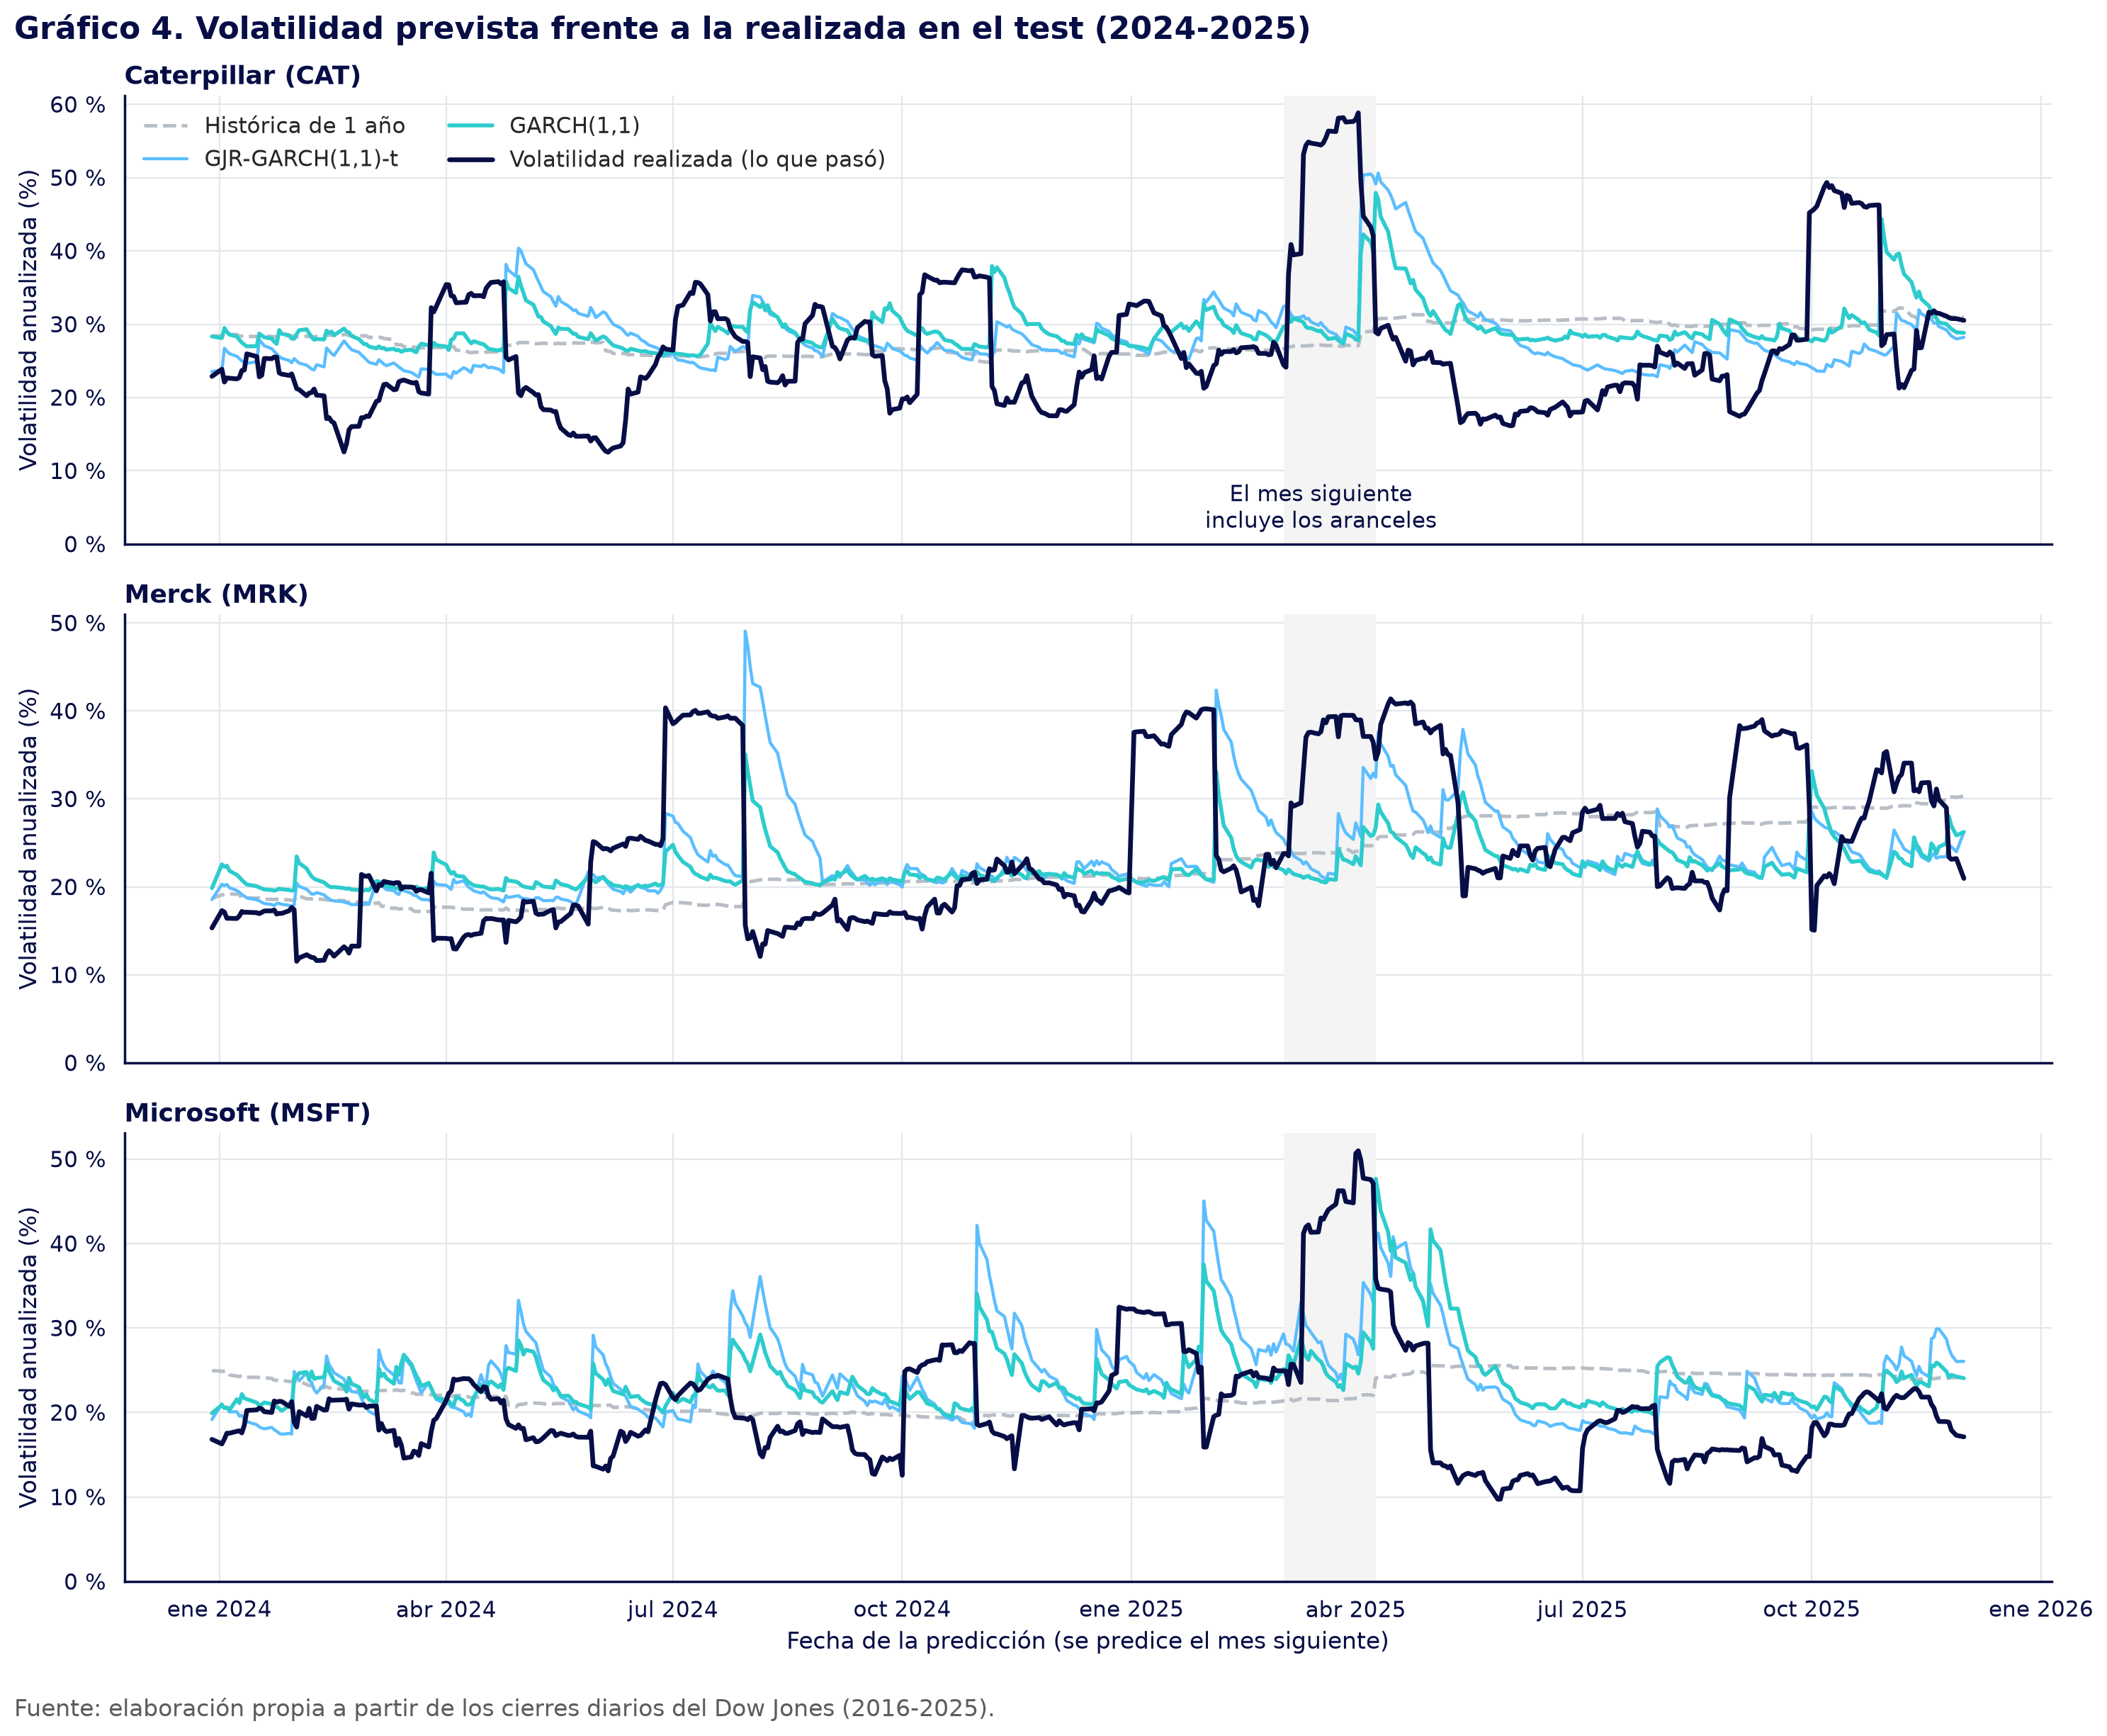 Gráfico 4. Volatilidad prevista frente a la realizada en el test (2024-2025)
Caterpillar (CAT)
Volatilidad anualizada (%)
60 %
50 %
40 %
30 %
20 %
10 %
0 %
Histórica de 1 año
GJR-GARCH(1,1)-t
GARCH(1,1)
Volatilidad realizada (lo que pasó)
El mes siguiente
incluye los aranceles
Merck (MRK)
Volatilidad anualizada (%)
50 %
40 %
30 %
20 %
10 %
0 %
Microsoft (MSFT)
Volatilidad anualizada (%)
50 %
40 %
30 %
20 %
10 %
0 %
ene 2024
abr 2024
jul 2024
oct 2024
ene 2025
abr 2025
jul 2025
oct 2025
ene 2026
Fecha de la predicción (se predice el mes siguiente)
Fuente: elaboración propia a partir de los cierres diarios del Dow Jones (2016-2025).